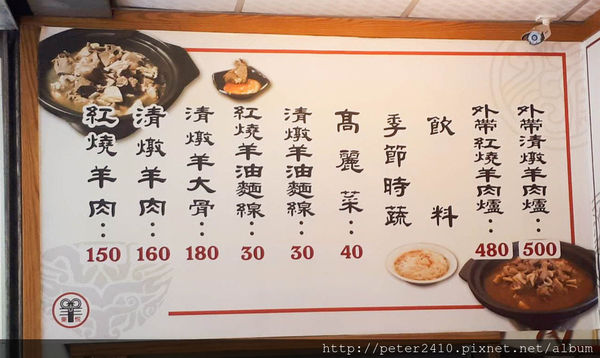 外帶清燉羊肉爐：500
外帶紅燒羊肉爐：480
飲料
季節時蔬
高麗菜：40
清燉羊油麵線：30
紅燒羊油麵線：30
清燉羊大骨：180
清燉羊肉：160
紅燒羊肉：150
http://peter2410.pixnet.net/album